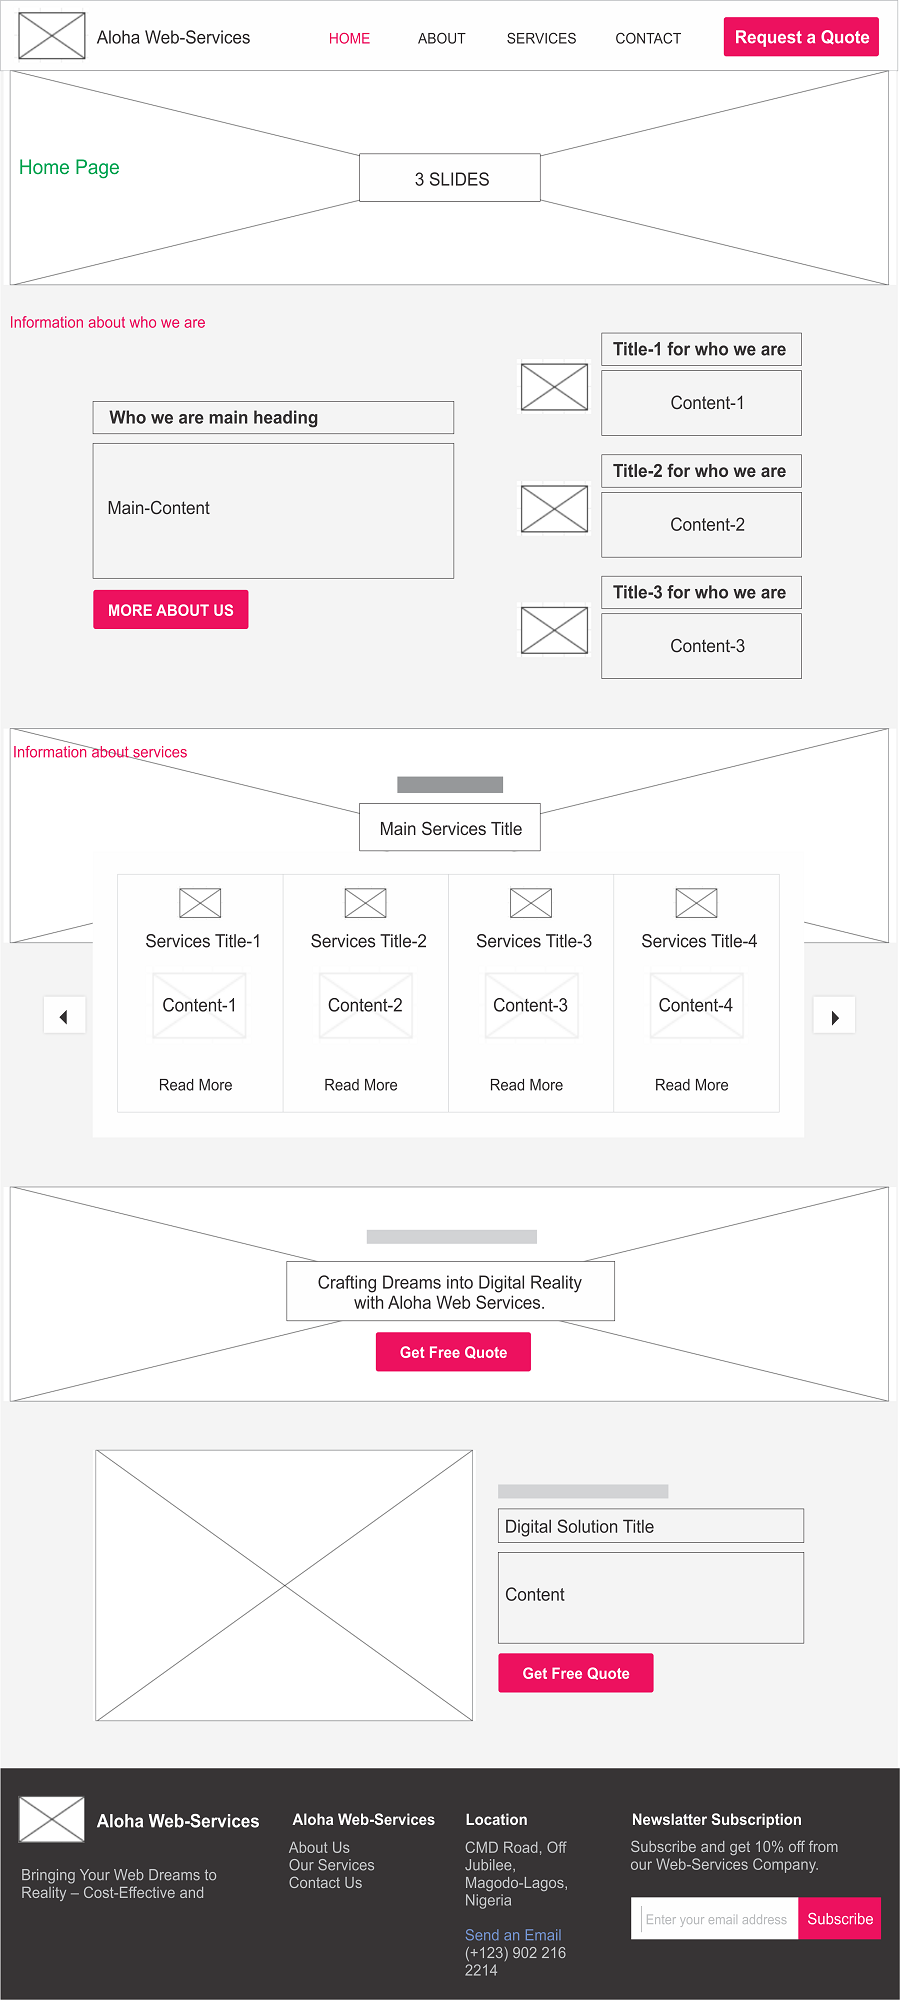 Aloha Web-Services
HOME
ABOUT
SERVICES
CONTACT
Request a Quote
Home Page
3 SLIDES
Information about who we are
Who we are main heading
Main-Content
MORE ABOUT US
Title-1 for who we are
Content-1
Title-2 for who we are
Content-2
Title-3 for who we are
Content-3
Information about services
Main Services Title
Services Title-1
Content-1
Read More
Services Title-2
Content-2
Read More
Services Title-3
Content-3
Read More
Services Title-4
Content-4
Read More
Crafting Dreams into Digital Reality
with Aloha Web Services.
Get Free Quote
Digital Solution Title
Content
Get Free Quote
Aloha Web-Services
Bringing Your Web Dreams to
Reality – Cost-Effective and
Aloha Web-Services
About Us
Our Services
Contact Us
Location
CMD Road, Off
Jubilee,
Magodo-Lagos,
Nigeria
Send an Email
(+123) 902 216
2214
Newslatter Subscription
Subscribe and get 10% off from
our Web-Services Company.
Enter your email address
Subscribe